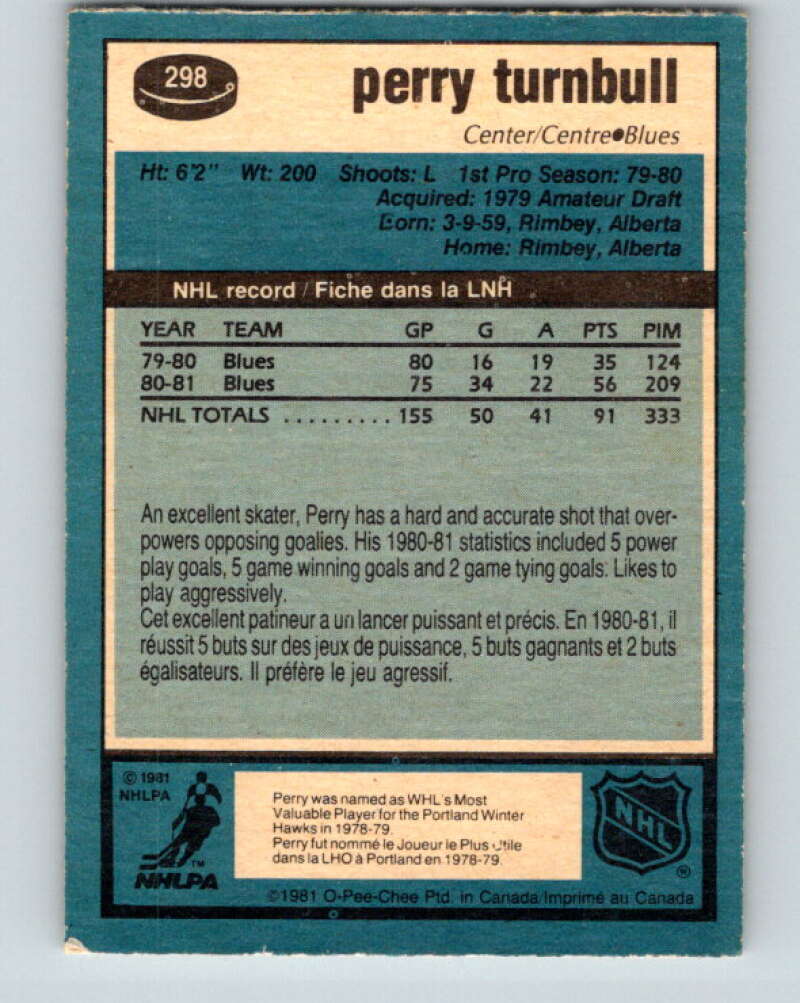 298
perry turnbull
Center/Centre●Blues
Ht: 6'2" Wt: 200 Shoots: L 1st Pro Season: 79-80
Acquired: 1979 Amateur Draft
Born: 3-9-59, Rimbey, Alberta
Home: Rimbey, Alberta
NHL record / Fiche dans la LNH
YEAR TEAM GP G A PTS PIM
79-80 Blues 80 16 19 35 124
80-81 Blues 75 34 22 56 209
NHL TOTALS .......... 155 50 41 91 333
An excellent skater, Perry has a hard and accurate shot that over-
powers opposing goalies. His 1980-81 statistics included 5 power
play goals, 5 game winning goals and 2 game tying goals. Likes to
play aggressively.
Cet excellent patineur a un lancer puissant et précis. En 1980-81, il
réussit 5 buts sur des jeux de puissance, 5 buts gagnants et 2 buts
égalisateurs. Il préfère le jeu agressif.
© 1981
NHLPA
Perry was named as WHL's Most
Valuable Player for the Portland Winter
Hawks in 1978-79.
Perry fut nommé le Joueur le Plus Utile
dans la LHO à Portland en 1978-79.
TM
NHLPA
NHL
®
©1981 O-Pee-Chee Ptd. in Canada/Imprimé au Canada